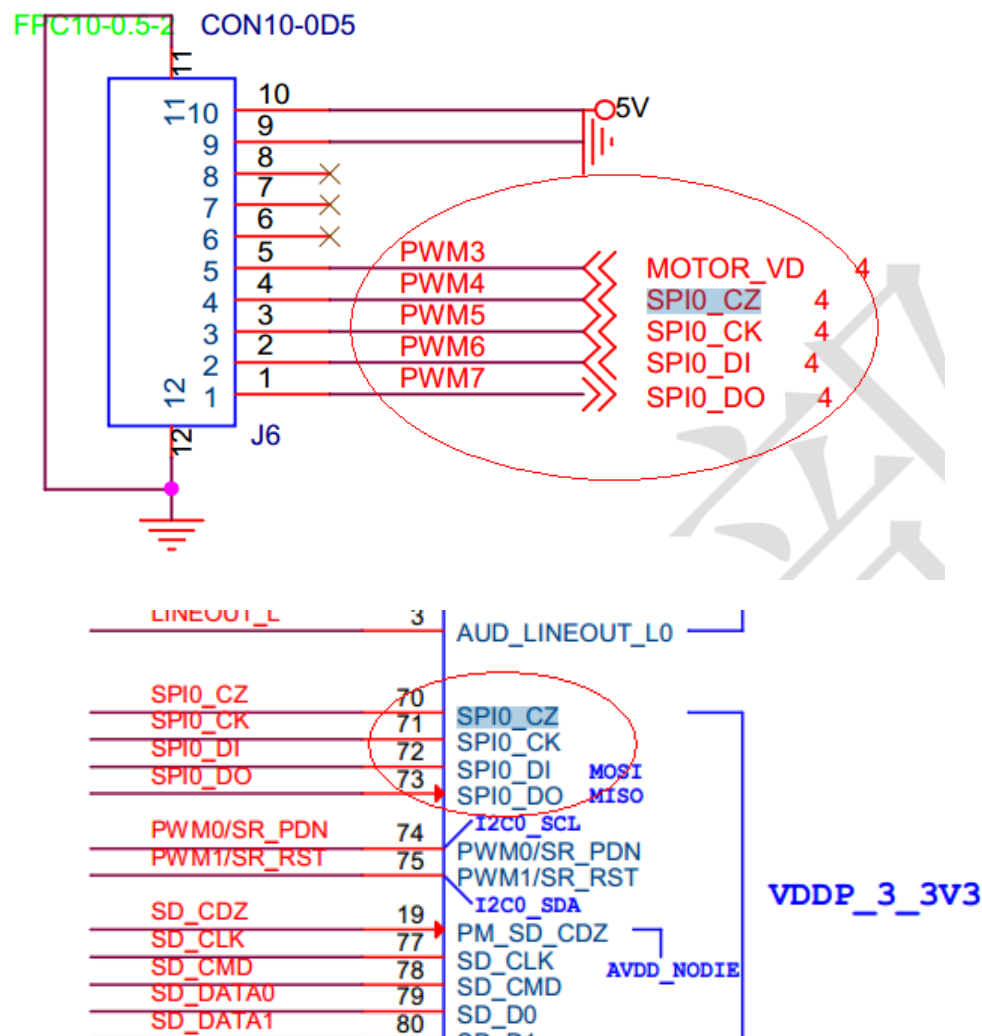 FPC10-0.5-2 CON10-0D5
11
11
10 10 5V
9 9
8 8
7 7
6 6
5 5 PWM3 MOTOR_VD 4
4 4 PWM4 SPI0_CZ 4
3 3 PWM5 SPI0_CK 4
2 2 PWM6 SPI0_DI 4
1 1 PWM7 SPI0_DO 4
12
12
J6
LINEOUT_L 3 AUD_LINEOUT_L0
SPI0_CZ 70 SPI0_CZ
SPI0_CK 71 SPI0_CK
SPI0_DI 72 SPI0_DI MOSI
SPI0_DO 73 SPI0_DO MISO
I2C0_SCL
PWM0/SR_PDN 74 PWM0/SR_PDN
PWM1/SR_RST 75 PWM1/SR_RST
I2C0_SDA
VDDP_3_3V3
SD_CDZ 19 PM_SD_CDZ
SD_CLK 77 SD_CLK
AVDD_NODIE
SD_CMD 78 SD_CMD
SD_DATA0 79 SD_D0
SD_DATA1 80